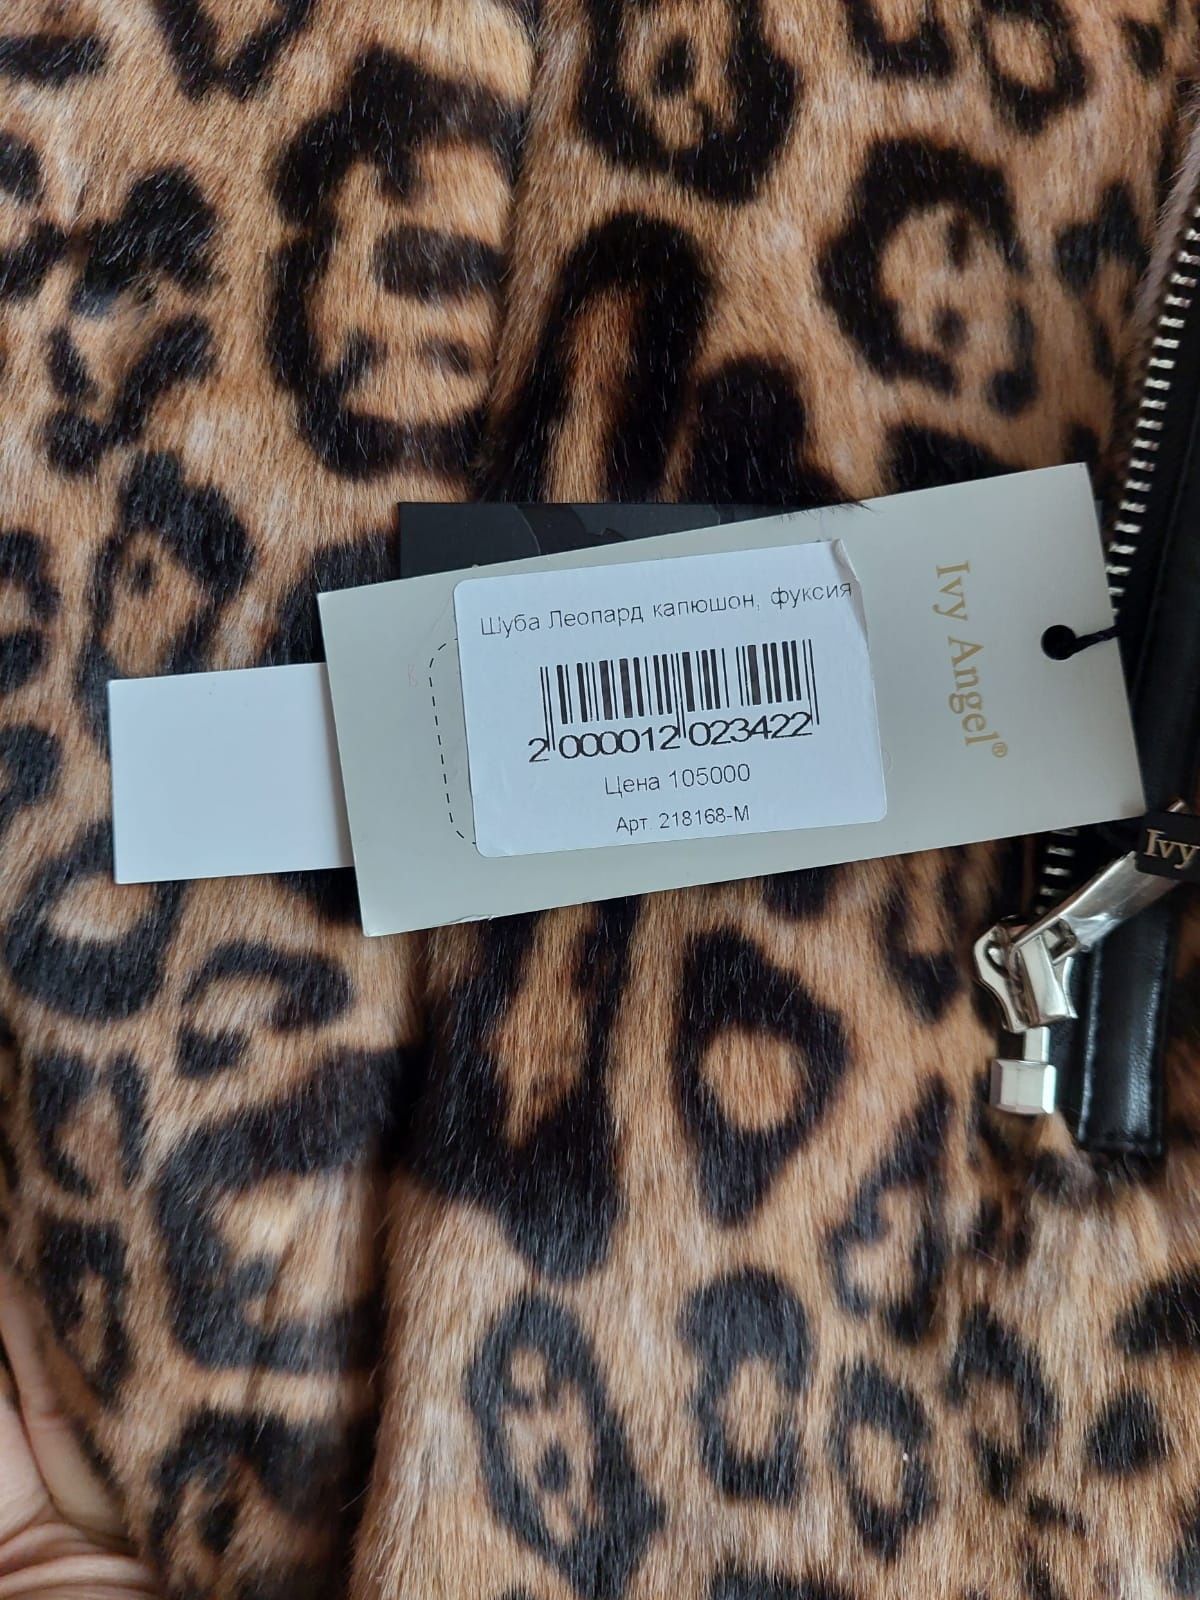 Шуба Леопард капюшон, фуксия
2 000012 023422
Цена 105000
Арт. 218168-M
Ivy Angel®
Ivy